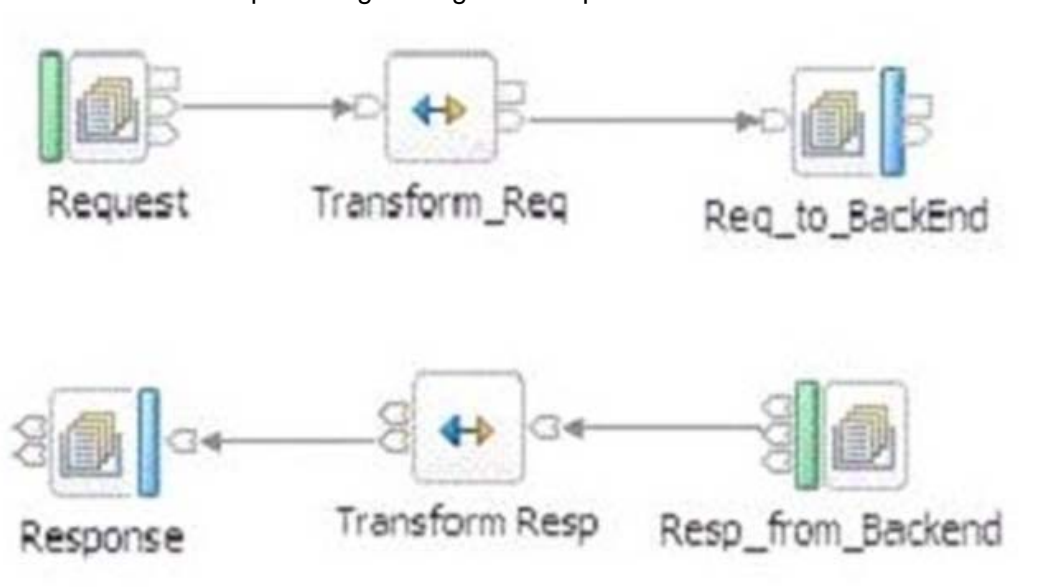 Request
Transform_Req
Req_to_BackEnd
Response
Transform Resp
Resp_from_Backend